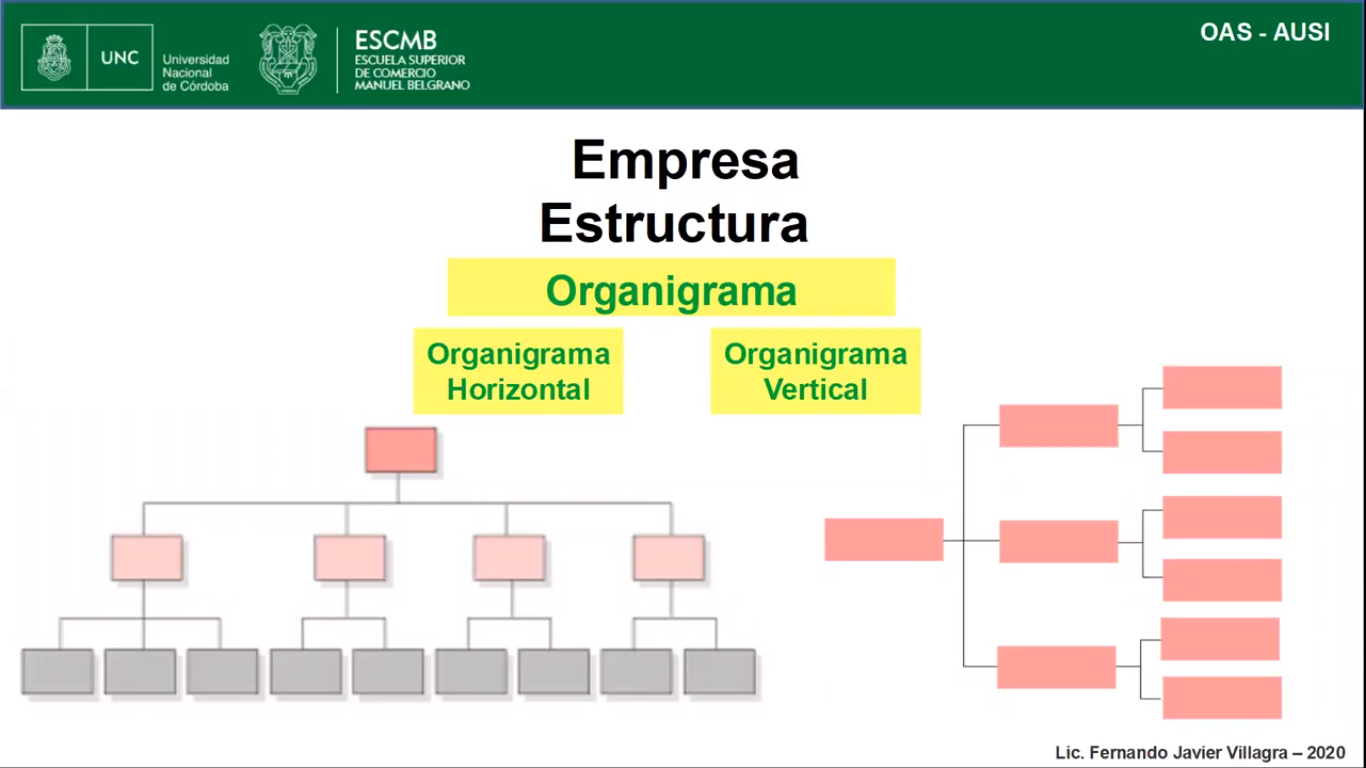 UNC
Universidad
Nacional
de Córdoba
ESCMB
ESCUELA SUPERIOR
DE COMERCIO
MANUEL BELGRANO
OAS - AUSI
Empresa
Estructura
Organigrama
Organigrama
Horizontal
Organigrama
Vertical
Lic. Fernando Javier Villagra – 2020